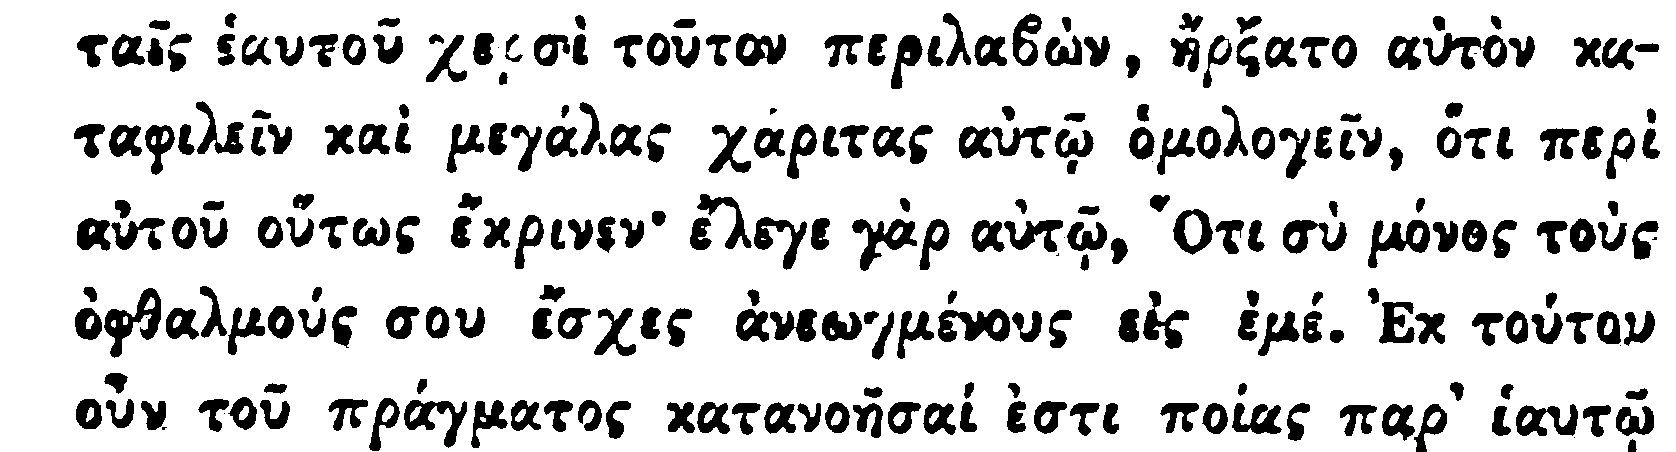 ταῖς ἑαυτοῦ χερσὶ τοῦτον περιλαβὼν, ἤρξατο αὐτὸν κα-
ταφιλεῖν καὶ μεγάλας χάριτας αὐτῷ ὁμολογεῖν, ὅτι περὶ
αὐτοῦ οὕτως ἔκρινεν· ἔλεγε γὰρ αὐτῷ, Ὅτι σὺ μόνος τοὺς
ὀφθαλμούς σου ἔσχες ἀνεωγμένους εἰς ἐμέ. Ἐκ τούτου
οὖν τοῦ πράγματος κατανοῆσαί ἐστι ποίας παρ' ἑαυτῷ